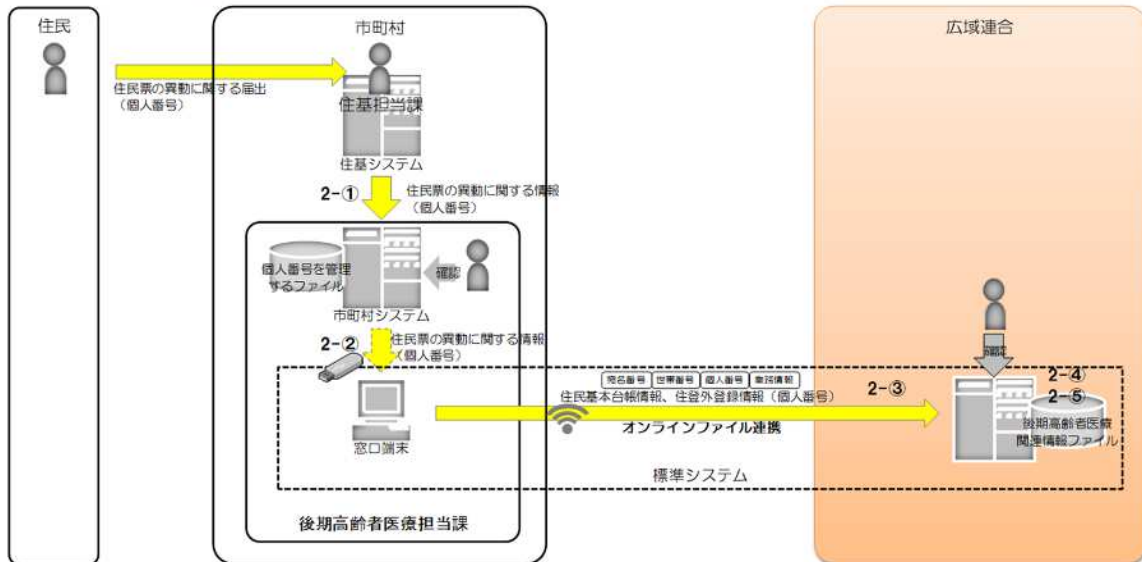 住民
市町村
広域連合
住民票の異動に関する届出
(個人番号)
住基担当課
住基システム
2-①
住民票の異動に関する情報
(個人番号)
個人番号を管理
するファイル
確認
市町村システム
2-②
住民票の異動に関する情報
(個人番号)
確認
宛名番号
世帯番号
個人番号
業務情報
住民基本台帳情報、住登外登録情報(個人番号)
2-③
2-④
2-⑤
オンラインファイル連携
後期高齢者医療
関連情報ファイル
窓口端末
標準システム
後期高齢者医療担当課